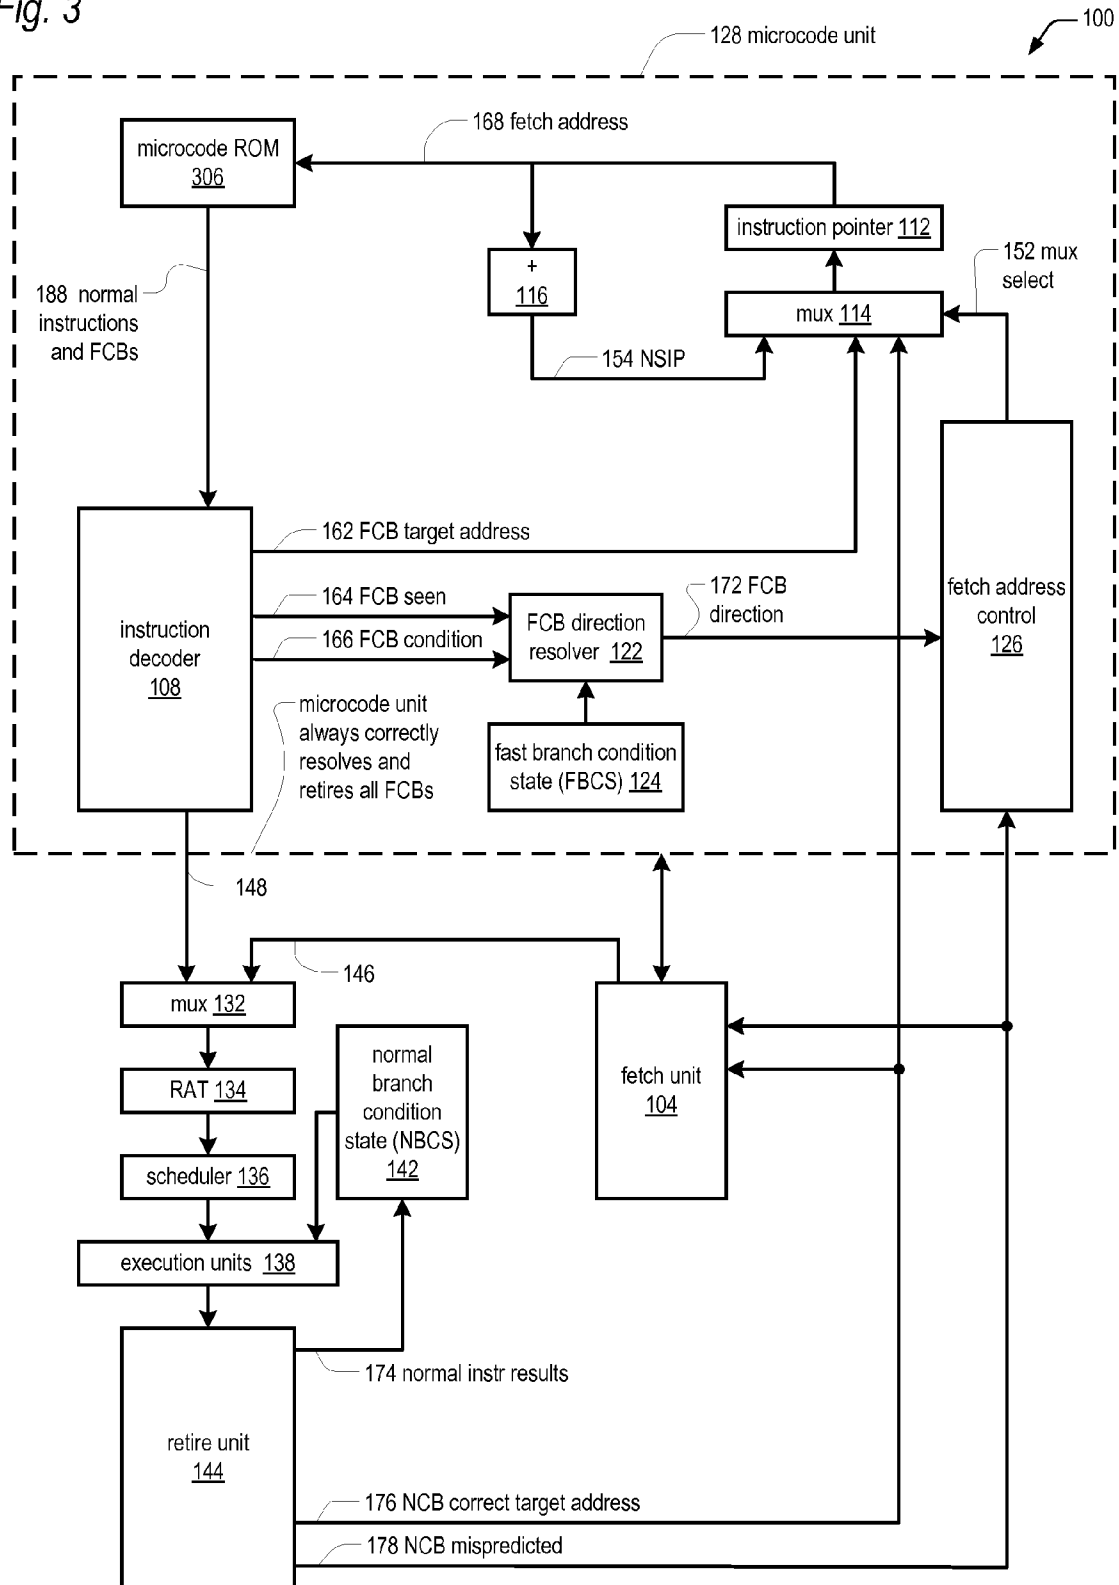 Fig. 3
100
128 microcode unit
168 fetch address
microcode ROM
306
instruction pointer 112
152 mux
select
+
116
188 normal
instructions
and FCBs
mux 114
154 NSIP
162 FCB target address
164 FCB seen
166 FCB condition
172 FCB
direction
FCB direction
resolver 122
fetch address
control
126
instruction
decoder
108
microcode unit
always correctly
resolves and
retires all FCBs
fast branch condition
state (FBCS) 124
148
146
mux 132
normal
branch
condition
state (NBCS)
142
fetch unit
104
RAT 134
scheduler 136
execution units 138
174 normal instr results
retire unit
144
176 NCB correct target address
178 NCB mispredicted